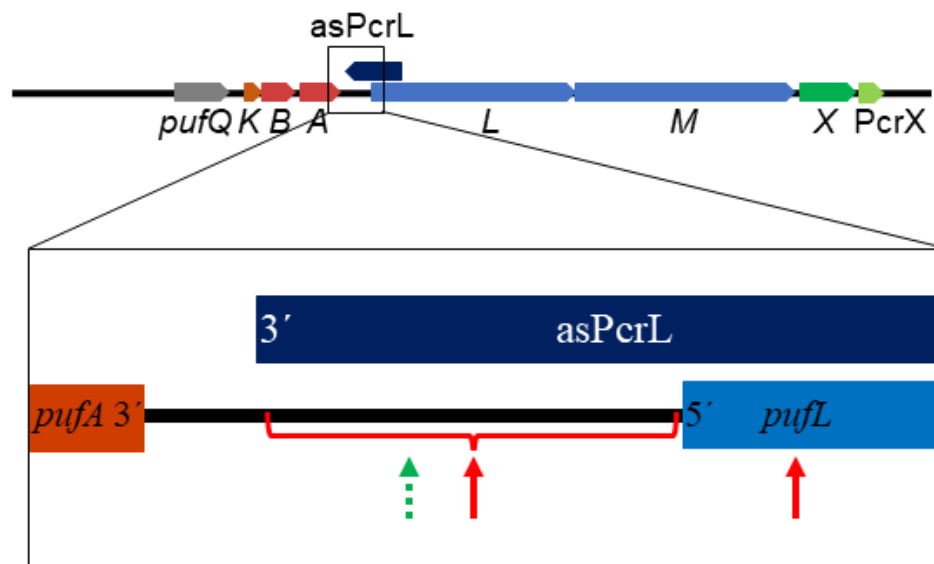 asPcrL
pufQ K B A L M X PcrX
3´ asPcrL
pufA 3´ 5´ pufL